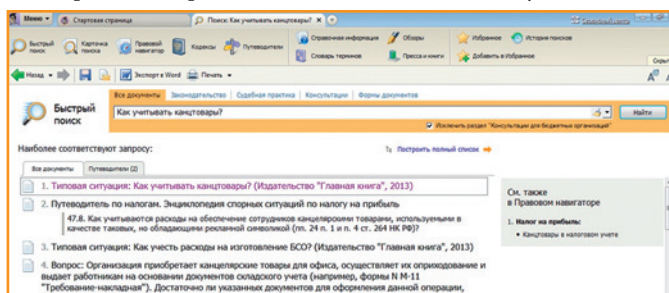 Меню
Стартовая страница
Поиск: Как учитывать канцтовары?
Сервисный центр
Быстрый поиск
Карточка поиска
Правовой навигатор
Кодексы
Путеводители
Справочная информация
Словарь терминов
Обзоры
Пресса и книги
Избранное
Добавить в Избранное
История поисков
Назад
Экспорт в Word
Печать
Быстрый поиск
Все документы Законодательство Судебная практика Консультации Формы документов
Как учитывать канцтовары?
Найти
Исключить раздел "Консультации для бюджетных организаций"
Наиболее соответствуют запросу:
Построить полный список
Все документы Путеводители (2)
1. Типовая ситуация: Как учитывать канцтовары? (Издательство "Главная книга", 2013)
2. Путеводитель по налогам. Энциклопедия спорных ситуаций по налогу на прибыль
47.8. Как учитываются расходы на обеспечение сотрудников канцелярскими товарами, используемыми в
качестве таковых, но обладающими рекламной символикой (пп. 24 п. 1 и п. 4 ст. 264 НК РФ)?
3. Типовая ситуация: Как учесть расходы на изготовление БСО? (Издательство "Главная книга", 2013)
4. Вопрос: Организация приобретает канцелярские товары для офиса, осуществляет их оприходование и
выдает работникам на основании документов складского учета (например, формы N М-11
"Требование-накладная"). Достаточно ли указанных документов для оформления данной операции,
См. также
в Правовом навигаторе
1. Налог на прибыль:
• Канцтовары в налоговом учете